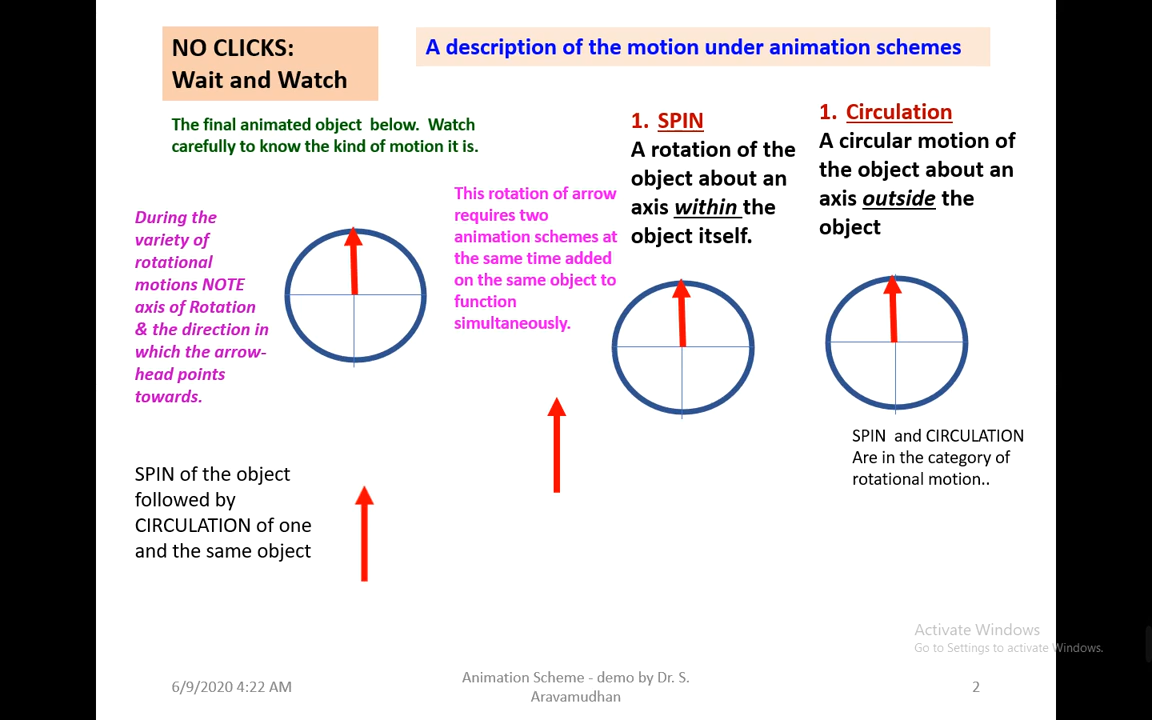 NO CLICKS:
Wait and Watch
A description of the motion under animation schemes
The final animated object  below.  Watch
carefully to know the kind of motion it is.
During the
variety of
rotational
motions NOTE
axis of Rotation
& the direction in
which the arrow-
head points
towards.
This rotation of arrow
requires two
animation schemes at
the same time added
on the same object to
function
simultaneously.
1. SPIN
A rotation of the
object about an
axis within the
object itself.
1. Circulation
A circular motion of
the object about an
axis outside the
object
SPIN  and CIRCULATION
Are in the category of
rotational motion..
SPIN of the object
followed by
CIRCULATION of one
and the same object
Activate Windows
Go to Settings to activate Windows.
6/9/2020 4:22 AM
Animation Scheme - demo by Dr. S.
Aravamudhan
2